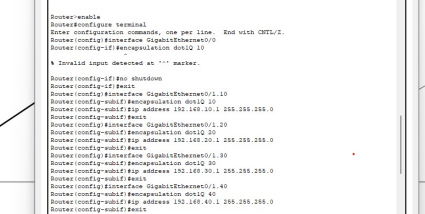 Router>enable
Router#configure terminal
Enter configuration commands, one per line.  End with CNTL/Z.
Router(config)#interface GigabitEthernet0/0
Router(config-if)#encapsulation dot1Q 10
^
% Invalid input detected at '^' marker.
Router(config-if)#no shutdown
Router(config-if)#exit
Router(config)#interface GigabitEthernet0/1.10
Router(config-subif)#encapsulation dot1Q 10
Router(config-subif)#ip address 192.168.10.1 255.255.255.0
Router(config-subif)#exit
Router(config)#interface GigabitEthernet0/1.20
Router(config-subif)#encapsulation dot1Q 20
Router(config-subif)#ip address 192.168.20.1 255.255.255.0
Router(config-subif)#exit
Router(config)#interface GigabitEthernet0/1.30
Router(config-subif)#encapsulation dot1Q 30
Router(config-subif)#ip address 192.168.30.1 255.255.255.0
Router(config-subif)#exit
Router(config)#interface GigabitEthernet0/1.40
Router(config-subif)#encapsulation dot1Q 40
Router(config-subif)#ip address 192.168.40.1 255.255.255.0
Router(config-subif)#exit